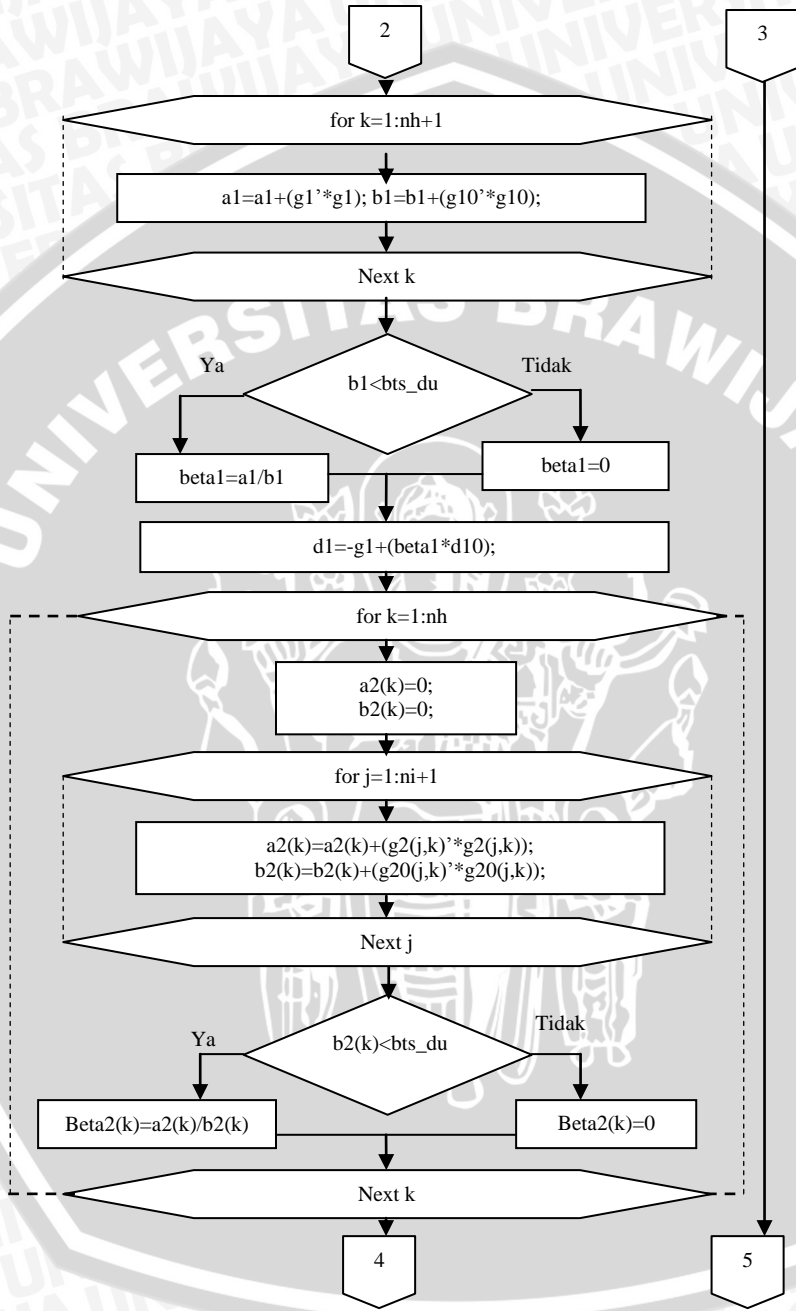 2
3
for k=1:nh+1
a1=a1+(g1’*g1); b1=b1+(g10’*g10);
Next k
UNIVERSITAS BRAWIJAYA
Ya
Tidak
b1<bts_du
beta1=a1/b1
beta1=0
d1=-g1+(beta1*d10);
for k=1:nh
a2(k)=0;
b2(k)=0;
for j=1:ni+1
a2(k)=a2(k)+(g2(j,k)’*g2(j,k));
b2(k)=b2(k)+(g20(j,k)’*g20(j,k));
Next j
Ya
Tidak
b2(k)<bts_du
Beta2(k)=a2(k)/b2(k)
Beta2(k)=0
Next k
4
5